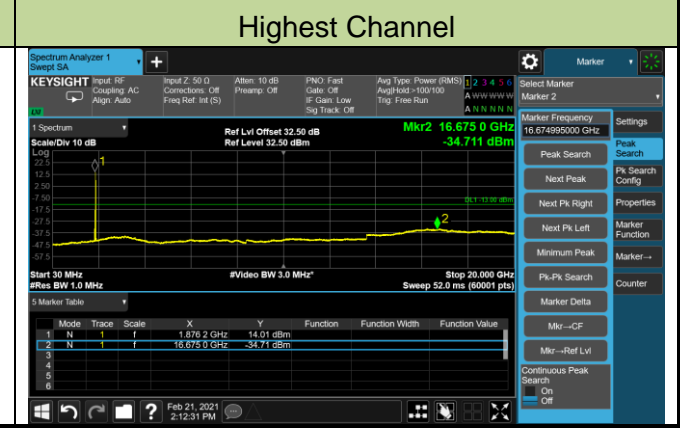 Highest Channel
Spectrum Analyzer 1
Swept SA
+
Marker
KEYSIGHT
Input: RF
Coupling: AC
Align: Auto
Input Z: 50 Ω
Corrections: Off
Freq Ref: Int (S)
Atten: 10 dB
Preamp: Off
PNO: Fast
Gate: Off
IF Gain: Low
Sig Track: Off
Avg Type: Power (RMS)
Avg|Hold:>100/100
Trig: Free Run
1 2 3 4 5 6
A W W W W W
A N N N N N
LXI
Select Marker
Marker 2
1 Spectrum
Scale/Div 10 dB
Ref Lvl Offset 32.50 dB
Ref Level 32.50 dBm
Mkr2 16.675 0 GHz
-34.711 dBm
Log
22.5
12.5
2.50
-7.50
-17.5
-27.5
-37.5
-47.5
-57.5
1
DL1 -13.00 dBm
2
Start 30 MHz
#Res BW 1.0 MHz
#Video BW 3.0 MHz*
Stop 20.000 GHz
Sweep 52.0 ms (60001 pts)
5 Marker Table
Mode Trace Scale X Y Function Function Width Function Value
1 N 1 f 1.876 2 GHz 14.01 dBm
2 N 1 f 16.675 0 GHz -34.71 dBm
3
4
5
6
Marker Frequency
16.674995000 GHz
Peak Search
Next Peak
Next Pk Right
Next Pk Left
Minimum Peak
Pk-Pk Search
Marker Delta
Mkr→CF
Mkr→Ref Lvl
Continuous Peak
Search
On
Off
Settings
Peak
Search
Pk Search
Config
Properties
Marker
Function
Marker→
Counter
?
Feb 21, 2021
2:12:31 PM